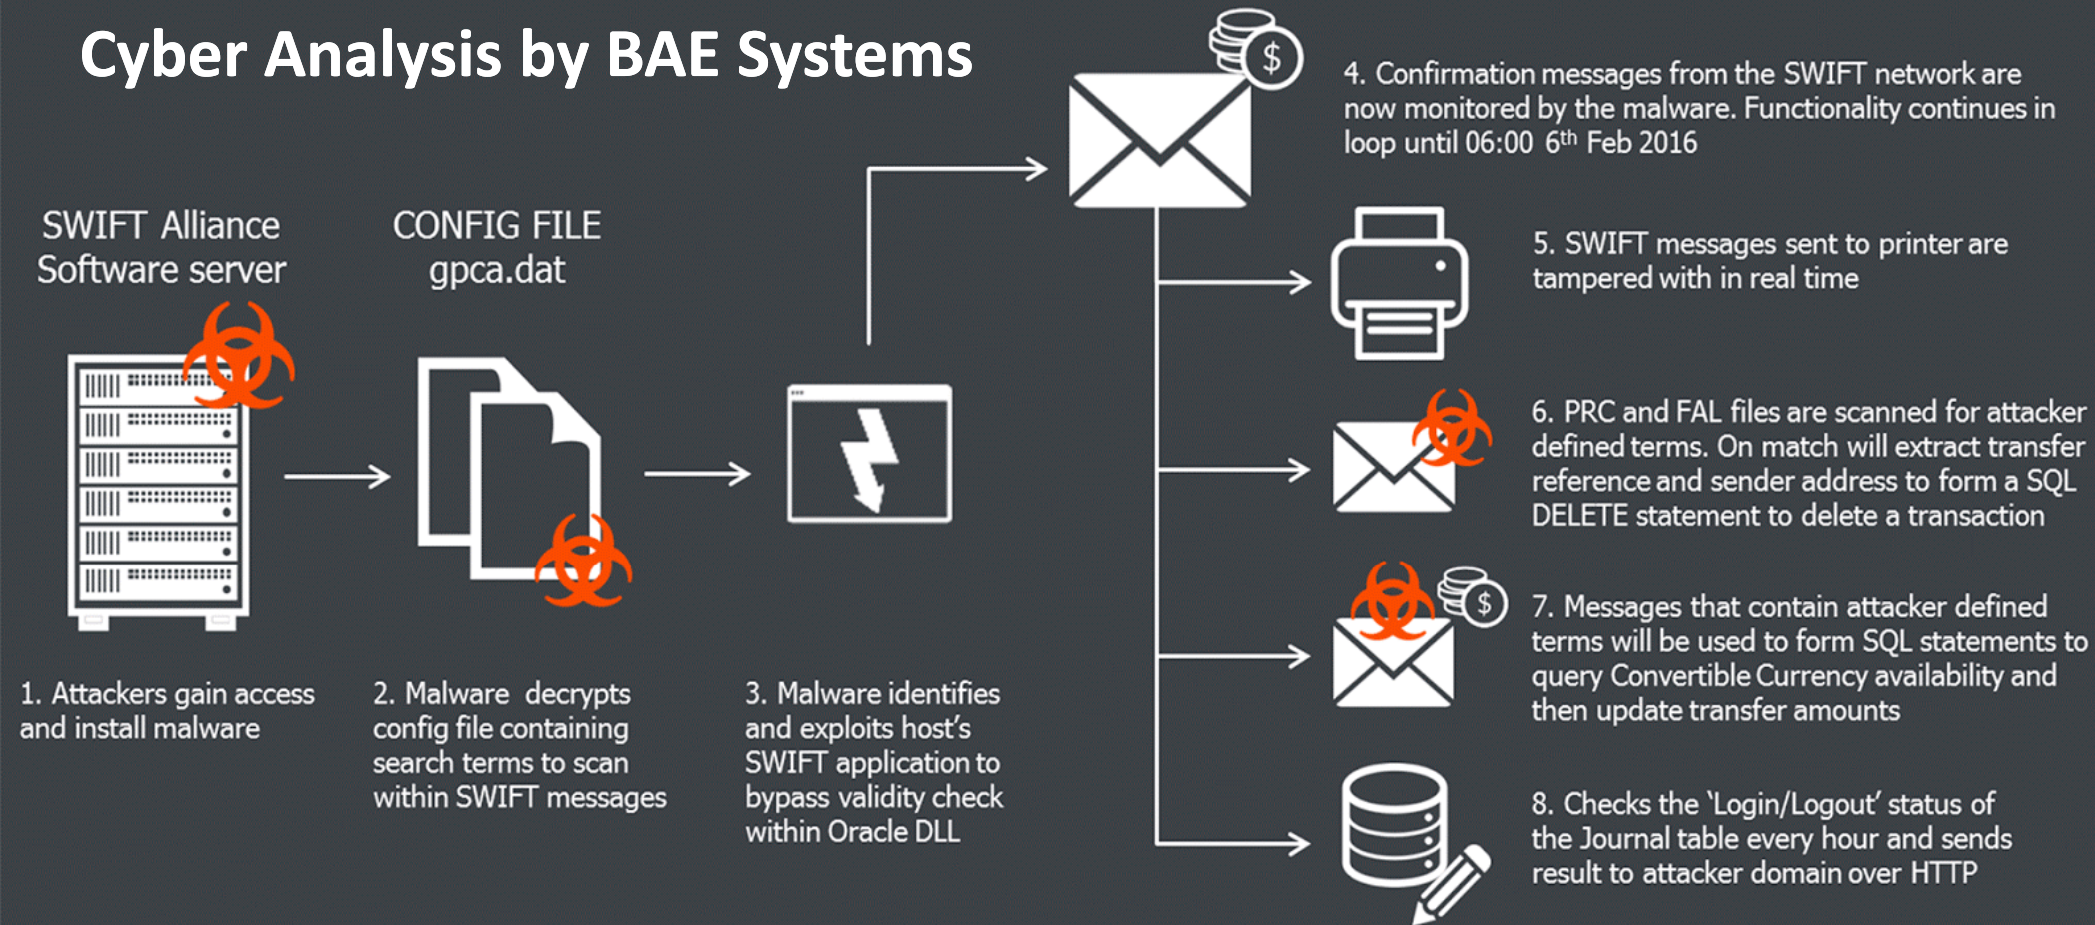 Cyber Analysis by BAE Systems
SWIFT Alliance
Software server
CONFIG FILE
gpca.dat
1. Attackers gain access
and install malware
2. Malware decrypts
config file containing
search terms to scan
within SWIFT messages
3. Malware identifies
and exploits host's
SWIFT application to
bypass validity check
within Oracle DLL
$
4. Confirmation messages from the SWIFT network are
now monitored by the malware. Functionality continues in
loop until 06:00 6th Feb 2016
5. SWIFT messages sent to printer are
tampered with in real time
6. PRC and FAL files are scanned for attacker
defined terms. On match will extract transfer
reference and sender address to form a SQL
DELETE statement to delete a transaction
$
7. Messages that contain attacker defined
terms will be used to form SQL statements to
query Convertible Currency availability and
then update transfer amounts
8. Checks the ‘Login/Logout’ status of
the Journal table every hour and sends
result to attacker domain over HTTP